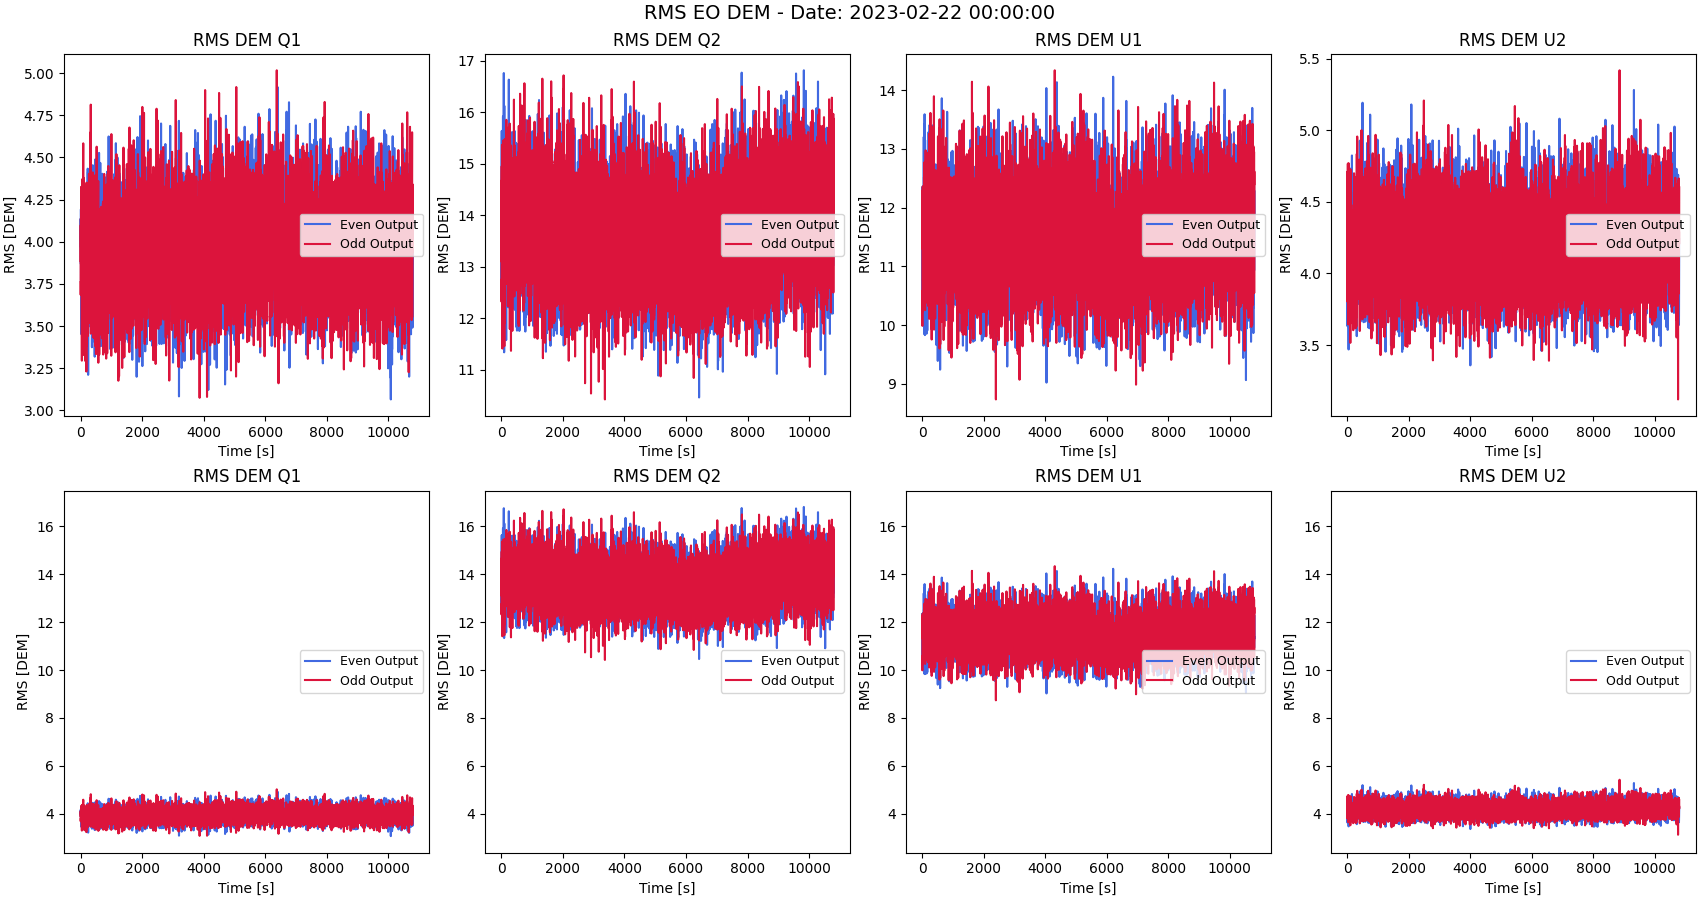 RMS EO DEM - Date: 2023-02-22 00:00:00
RMS DEM Q1
RMS DEM Q2
RMS DEM U1
RMS DEM U2
RMS [DEM]
5.00
4.75
4.50
4.25
4.00
3.75
3.50
3.25
3.00
Even Output
Odd Output
0 2000 4000 6000 8000 10000
Time [s]
RMS [DEM]
17
16
15
14
13
12
11
Even Output
Odd Output
0 2000 4000 6000 8000 10000
Time [s]
RMS [DEM]
14
13
12
11
10
9
Even Output
Odd Output
0 2000 4000 6000 8000 10000
Time [s]
RMS [DEM]
5.5
5.0
4.5
4.0
3.5
Even Output
Odd Output
0 2000 4000 6000 8000 10000
Time [s]
RMS DEM Q1
RMS DEM Q2
RMS DEM U1
RMS DEM U2
RMS [DEM]
16
14
12
10
8
6
4
Even Output
Odd Output
0 2000 4000 6000 8000 10000
Time [s]
RMS [DEM]
16
14
12
10
8
6
4
Even Output
Odd Output
0 2000 4000 6000 8000 10000
Time [s]
RMS [DEM]
16
14
12
10
8
6
4
Even Output
Odd Output
0 2000 4000 6000 8000 10000
Time [s]
RMS [DEM]
16
14
12
10
8
6
4
Even Output
Odd Output
0 2000 4000 6000 8000 10000
Time [s]